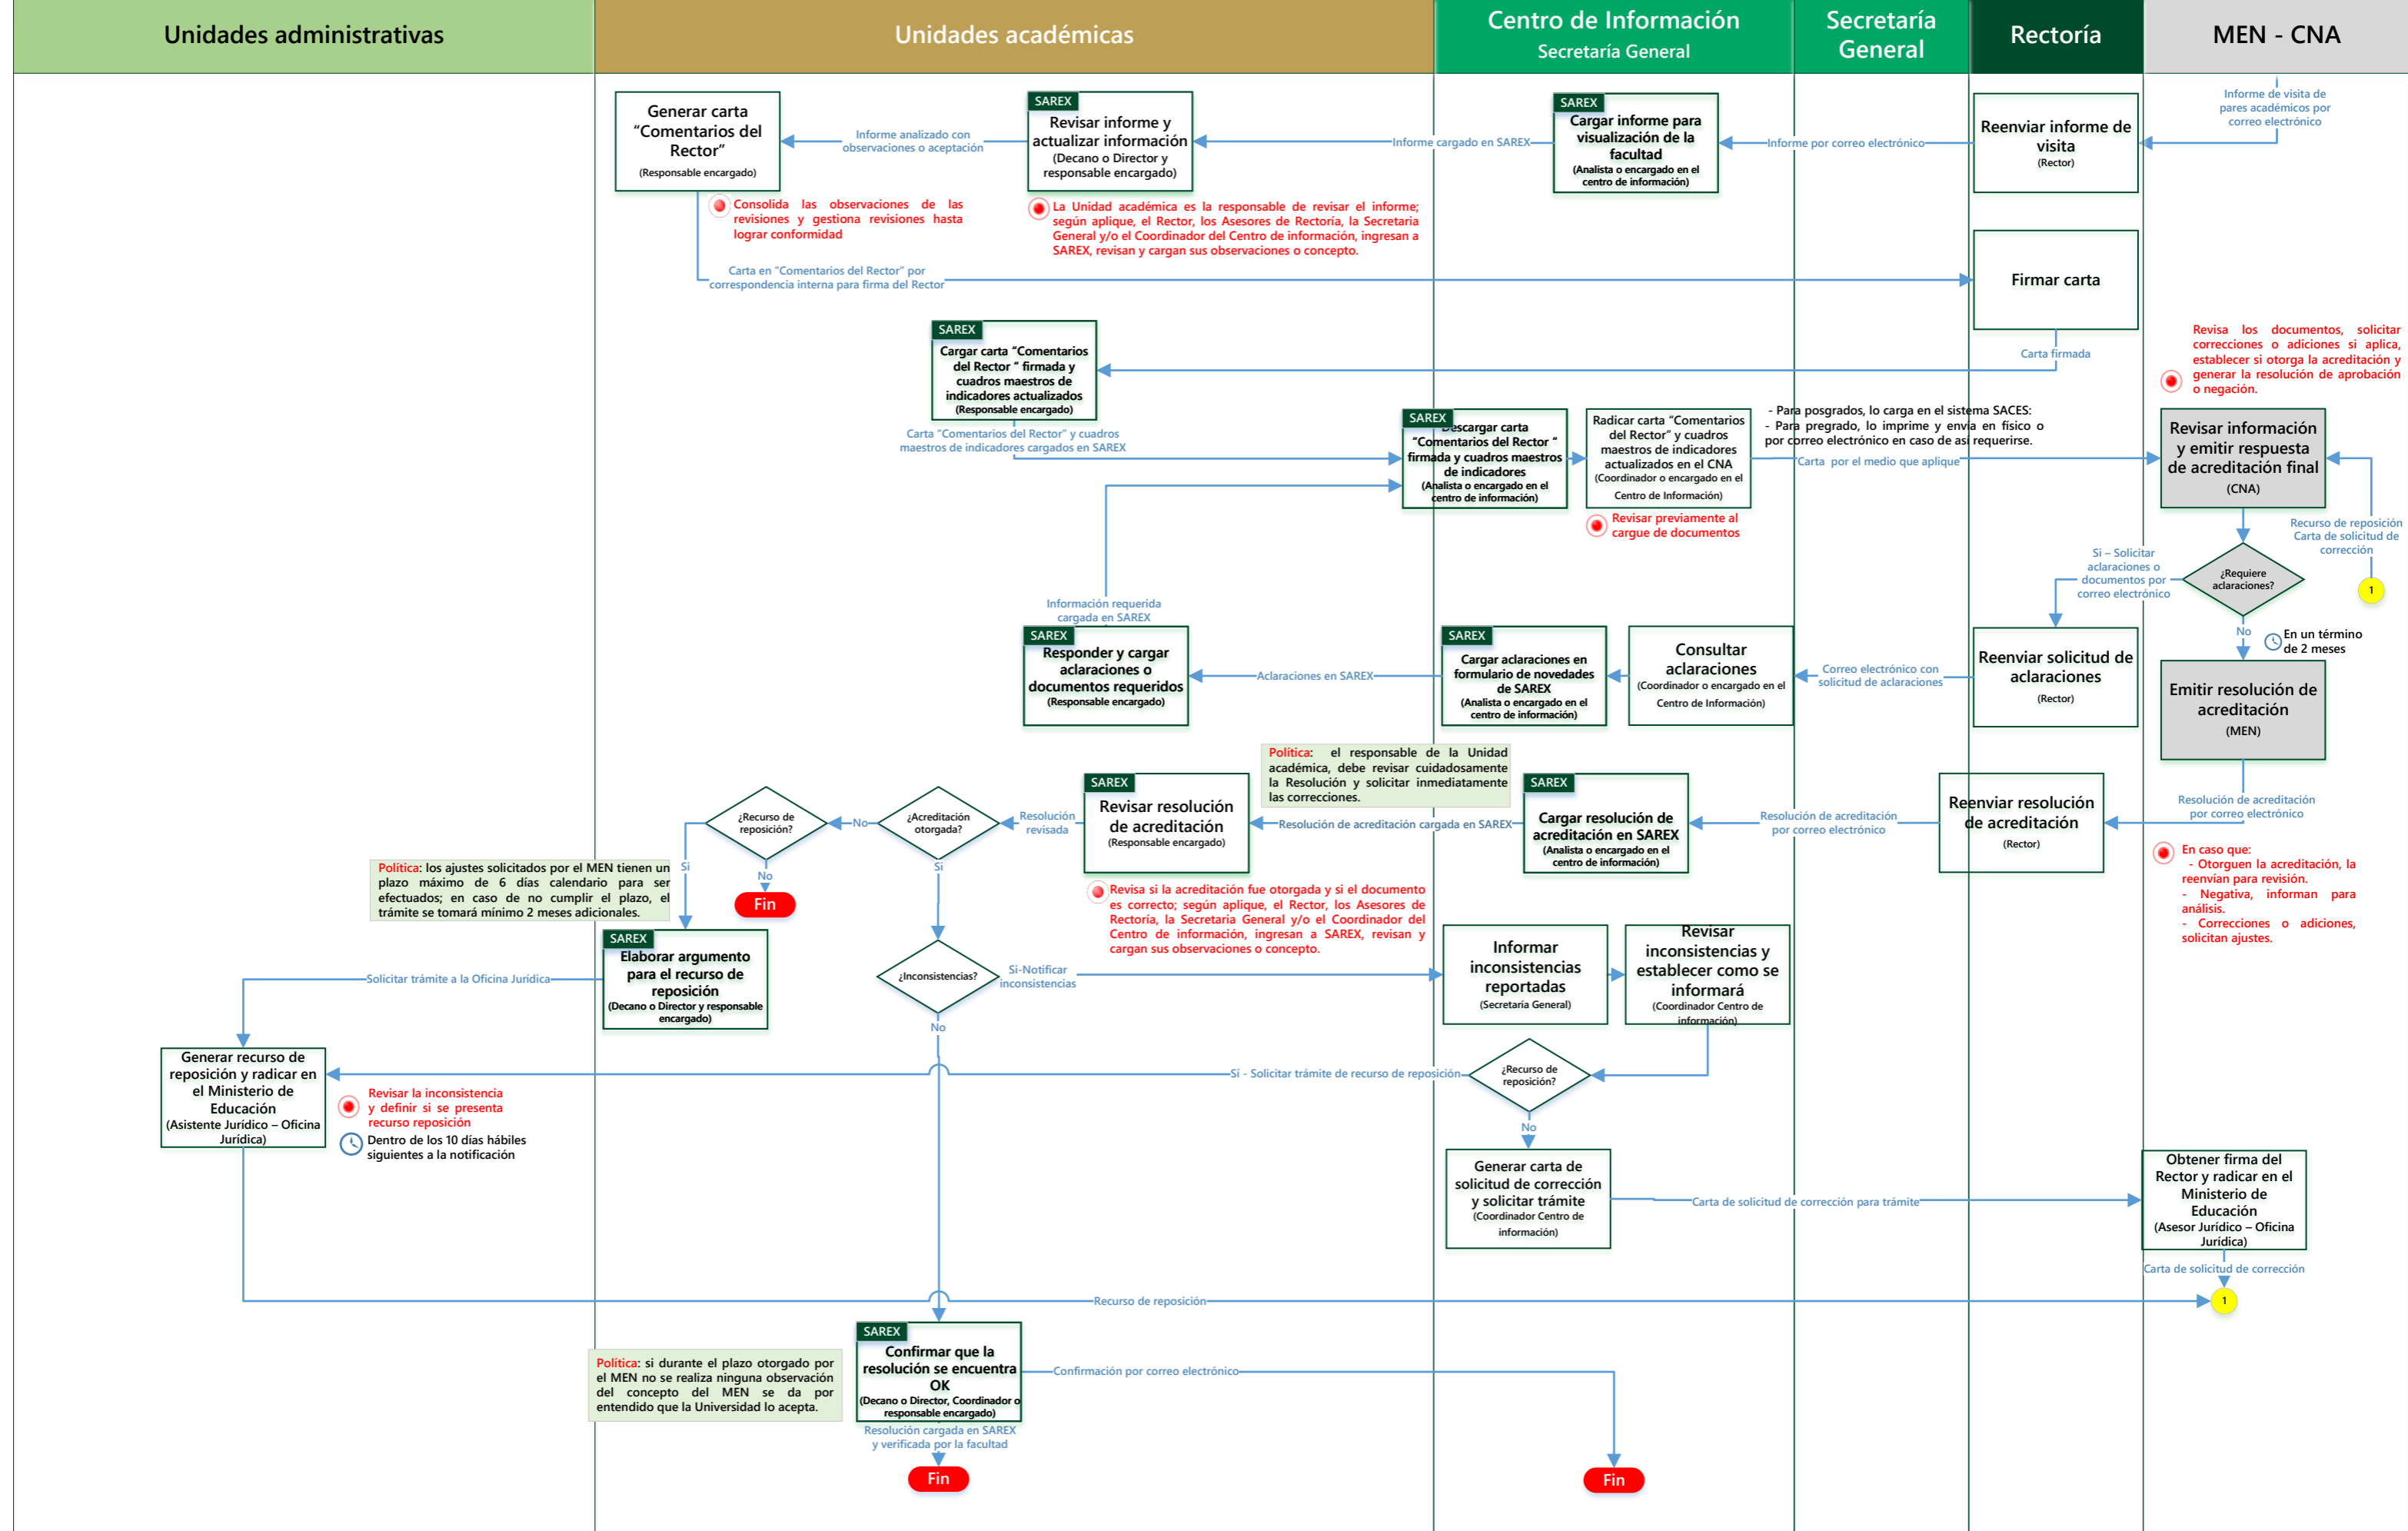 Unidades administrativas
Unidades académicas
Centro de Información
Secretaría General
Secretaría
General
Rectoría
MEN - CNA
Informe de visita de
pares académicos por
correo electrónico
Reenviar informe de
visita
(Rector)
Informe por correo electrónico
SAREX
Cargar informe para
visualización de la
facultad
(Analista o encargado en el
centro de información)
Informe cargado en SAREX
SAREX
Revisar informe y
actualizar información
(Decano o Director y
responsable encargado)
Informe analizado con
observaciones o aceptación
Generar carta
“Comentarios del
Rector”
(Responsable encargado)
Consolida las observaciones de las
revisiones y gestiona revisiones hasta
lograr conformidad
La Unidad académica es la responsable de revisar el informe;
según aplique, el Rector, los Asesores de Rectoría, la Secretaria
General y/o el Coordinador del Centro de información, ingresan a
SAREX, revisan y cargan sus observaciones o concepto.
Carta en “Comentarios del Rector” por
correspondencia interna para firma del Rector
Firmar carta
Carta firmada
SAREX
Cargar carta “Comentarios
del Rector “ firmada y
cuadros maestros de
indicadores actualizados
(Responsable encargado)
Carta “Comentarios del Rector” y cuadros
maestros de indicadores cargados en SAREX
SAREX
Descargar carta
“Comentarios del Rector “
firmada y cuadros maestros
de indicadores
(Analista o encargado en el
centro de información)
Radicar carta “Comentarios
del Rector” y cuadros
maestros de indicadores
actualizados en el CNA
(Coordinador o encargado en el
Centro de Información)
Revisar previamente al
cargue de documentos
- Para posgrados, lo carga en el sistema SACES:
- Para pregrado, lo imprime y envía en físico o
por correo electrónico en caso de así requerirse.
Carta por el medio que aplique
Revisa los documentos, solicitar
correcciones o adiciones si aplica,
establecer si otorga la acreditación y
generar la resolución de aprobación
o negación.
Revisar información
y emitir respuesta
de acreditación final
(CNA)
Recurso de reposición
Carta de solicitud de
corrección
1
¿Requiere
aclaraciones?
Si – Solicitar
aclaraciones o
documentos por
correo electrónico
No
En un término
de 2 meses
Emitir resolución de
acreditación
(MEN)
Reenviar solicitud de
aclaraciones
(Rector)
Correo electrónico con
solicitud de aclaraciones
Consultar
aclaraciones
(Coordinador o encargado en el
Centro de Información)
SAREX
Cargar aclaraciones en
formulario de novedades
de SAREX
(Analista o encargado en el
centro de información)
Aclaraciones en SAREX
SAREX
Responder y cargar
aclaraciones o
documentos requeridos
(Responsable encargado)
Información requerida
cargada en SAREX
Resolución de acreditación
por correo electrónico
En caso que:
- Otorguen la acreditación, la
reenvían para revisión.
- Negativa, informan para
análisis.
- Correcciones o adiciones,
solicitan ajustes.
Reenviar resolución
de acreditación
(Rector)
Resolución de acreditación
por correo electrónico
SAREX
Cargar resolución de
acreditación en SAREX
(Analista o encargado en el
centro de información)
Política: el responsable de la Unidad
académica, debe revisar cuidadosamente
la Resolución y solicitar inmediatamente
las correcciones.
Resolución de acreditación cargada en SAREX
SAREX
Revisar resolución
de acreditación
(Responsable encargado)
Revisa si la acreditación fue otorgada y si el documento
es correcto; según aplique, el Rector, los Asesores de
Rectoría, la Secretaria General y/o el Coordinador del
Centro de información, ingresan a SAREX, revisan y
cargan sus observaciones o concepto.
Resolución
revisada
¿Acreditación
otorgada?
No
¿Recurso de
reposición?
Si
No
Fin
Si
Política: los ajustes solicitados por el MEN tienen un
plazo máximo de 6 días calendario para ser
efectuados; en caso de no cumplir el plazo, el
trámite se tomará mínimo 2 meses adicionales.
SAREX
Elaborar argumento
para el recurso de
reposición
(Decano o Director y responsable
encargado)
Solicitar trámite a la Oficina Jurídica
¿Inconsistencias?
Si-Notificar
inconsistencias
No
Informar
inconsistencias
reportadas
(Secretaría General)
Revisar
inconsistencias y
establecer como se
informará
(Coordinador Centro de
información)
¿Recurso de
reposición?
Sí - Solicitar trámite de recurso de reposición
No
Generar recurso de
reposición y radicar en
el Ministerio de
Educación
(Asistente Jurídico – Oficina
Jurídica)
Revisar la inconsistencia
y definir si se presenta
recurso reposición
Dentro de los 10 días hábiles
siguientes a la notificación
Generar carta de
solicitud de corrección
y solicitar trámite
(Coordinador Centro de
información)
Carta de solicitud de corrección para trámite
Obtener firma del
Rector y radicar en el
Ministerio de
Educación
(Asesor Jurídico – Oficina
Jurídica)
Carta de solicitud de corrección
1
Recurso de reposición
SAREX
Confirmar que la
resolución se encuentra
OK
(Decano o Director, Coordinador o
responsable encargado)
Política: si durante el plazo otorgado por
el MEN no se realiza ninguna observación
del concepto del MEN se da por
entendido que la Universidad lo acepta.
Confirmación por correo electrónico
Resolución cargada en SAREX
y verificada por la facultad
Fin
Fin